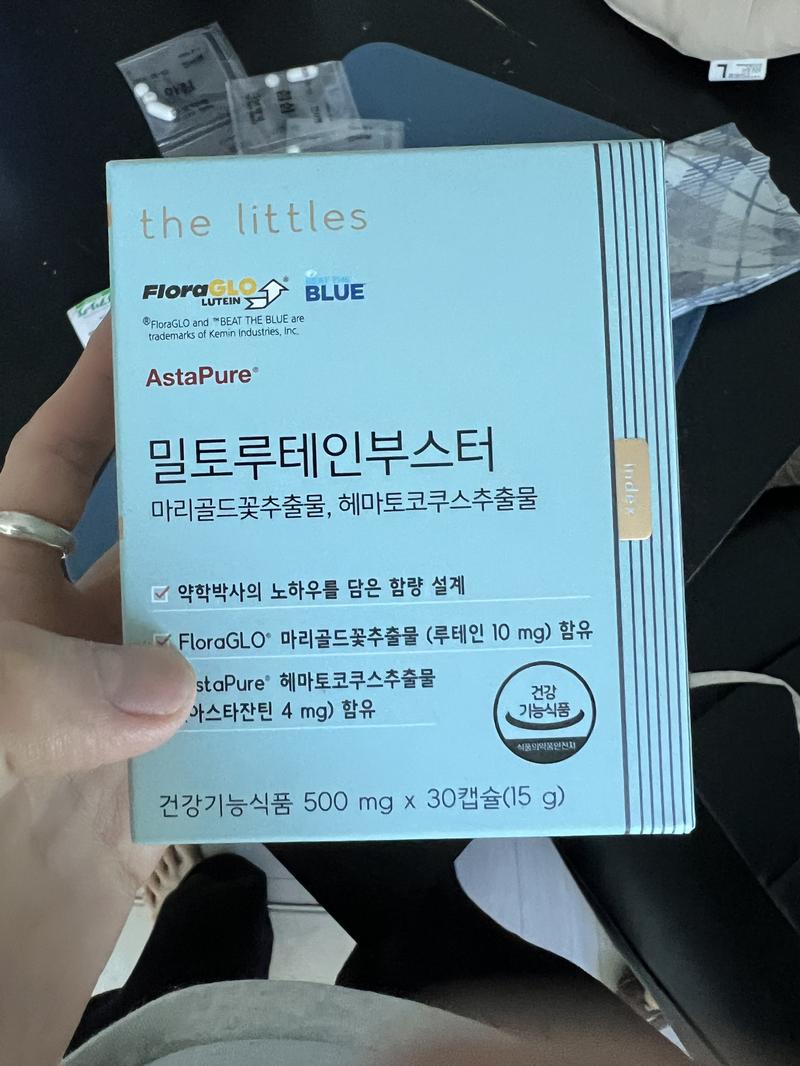 the littles
FloraGLO®
LUTEIN
BEAT THE
BLUE™
®FloraGLO and ™BEAT THE BLUE are
trademarks of Kemin Industries, Inc.
AstaPure®
밀토루테인부스터
마리골드꽃추출물, 헤마토코쿠스추출물
index
약학박사의 노하우를 담은 함량 설계
FloraGLO® 마리골드꽃추출물 (루테인 10 mg) 함유
staPure® 헤마토코쿠스추출물
아스타잔틴 4 mg) 함유
건강
기능식품
식품의약품안전처
건강기능식품 500 mg x 30캡슐(15 g)
점심